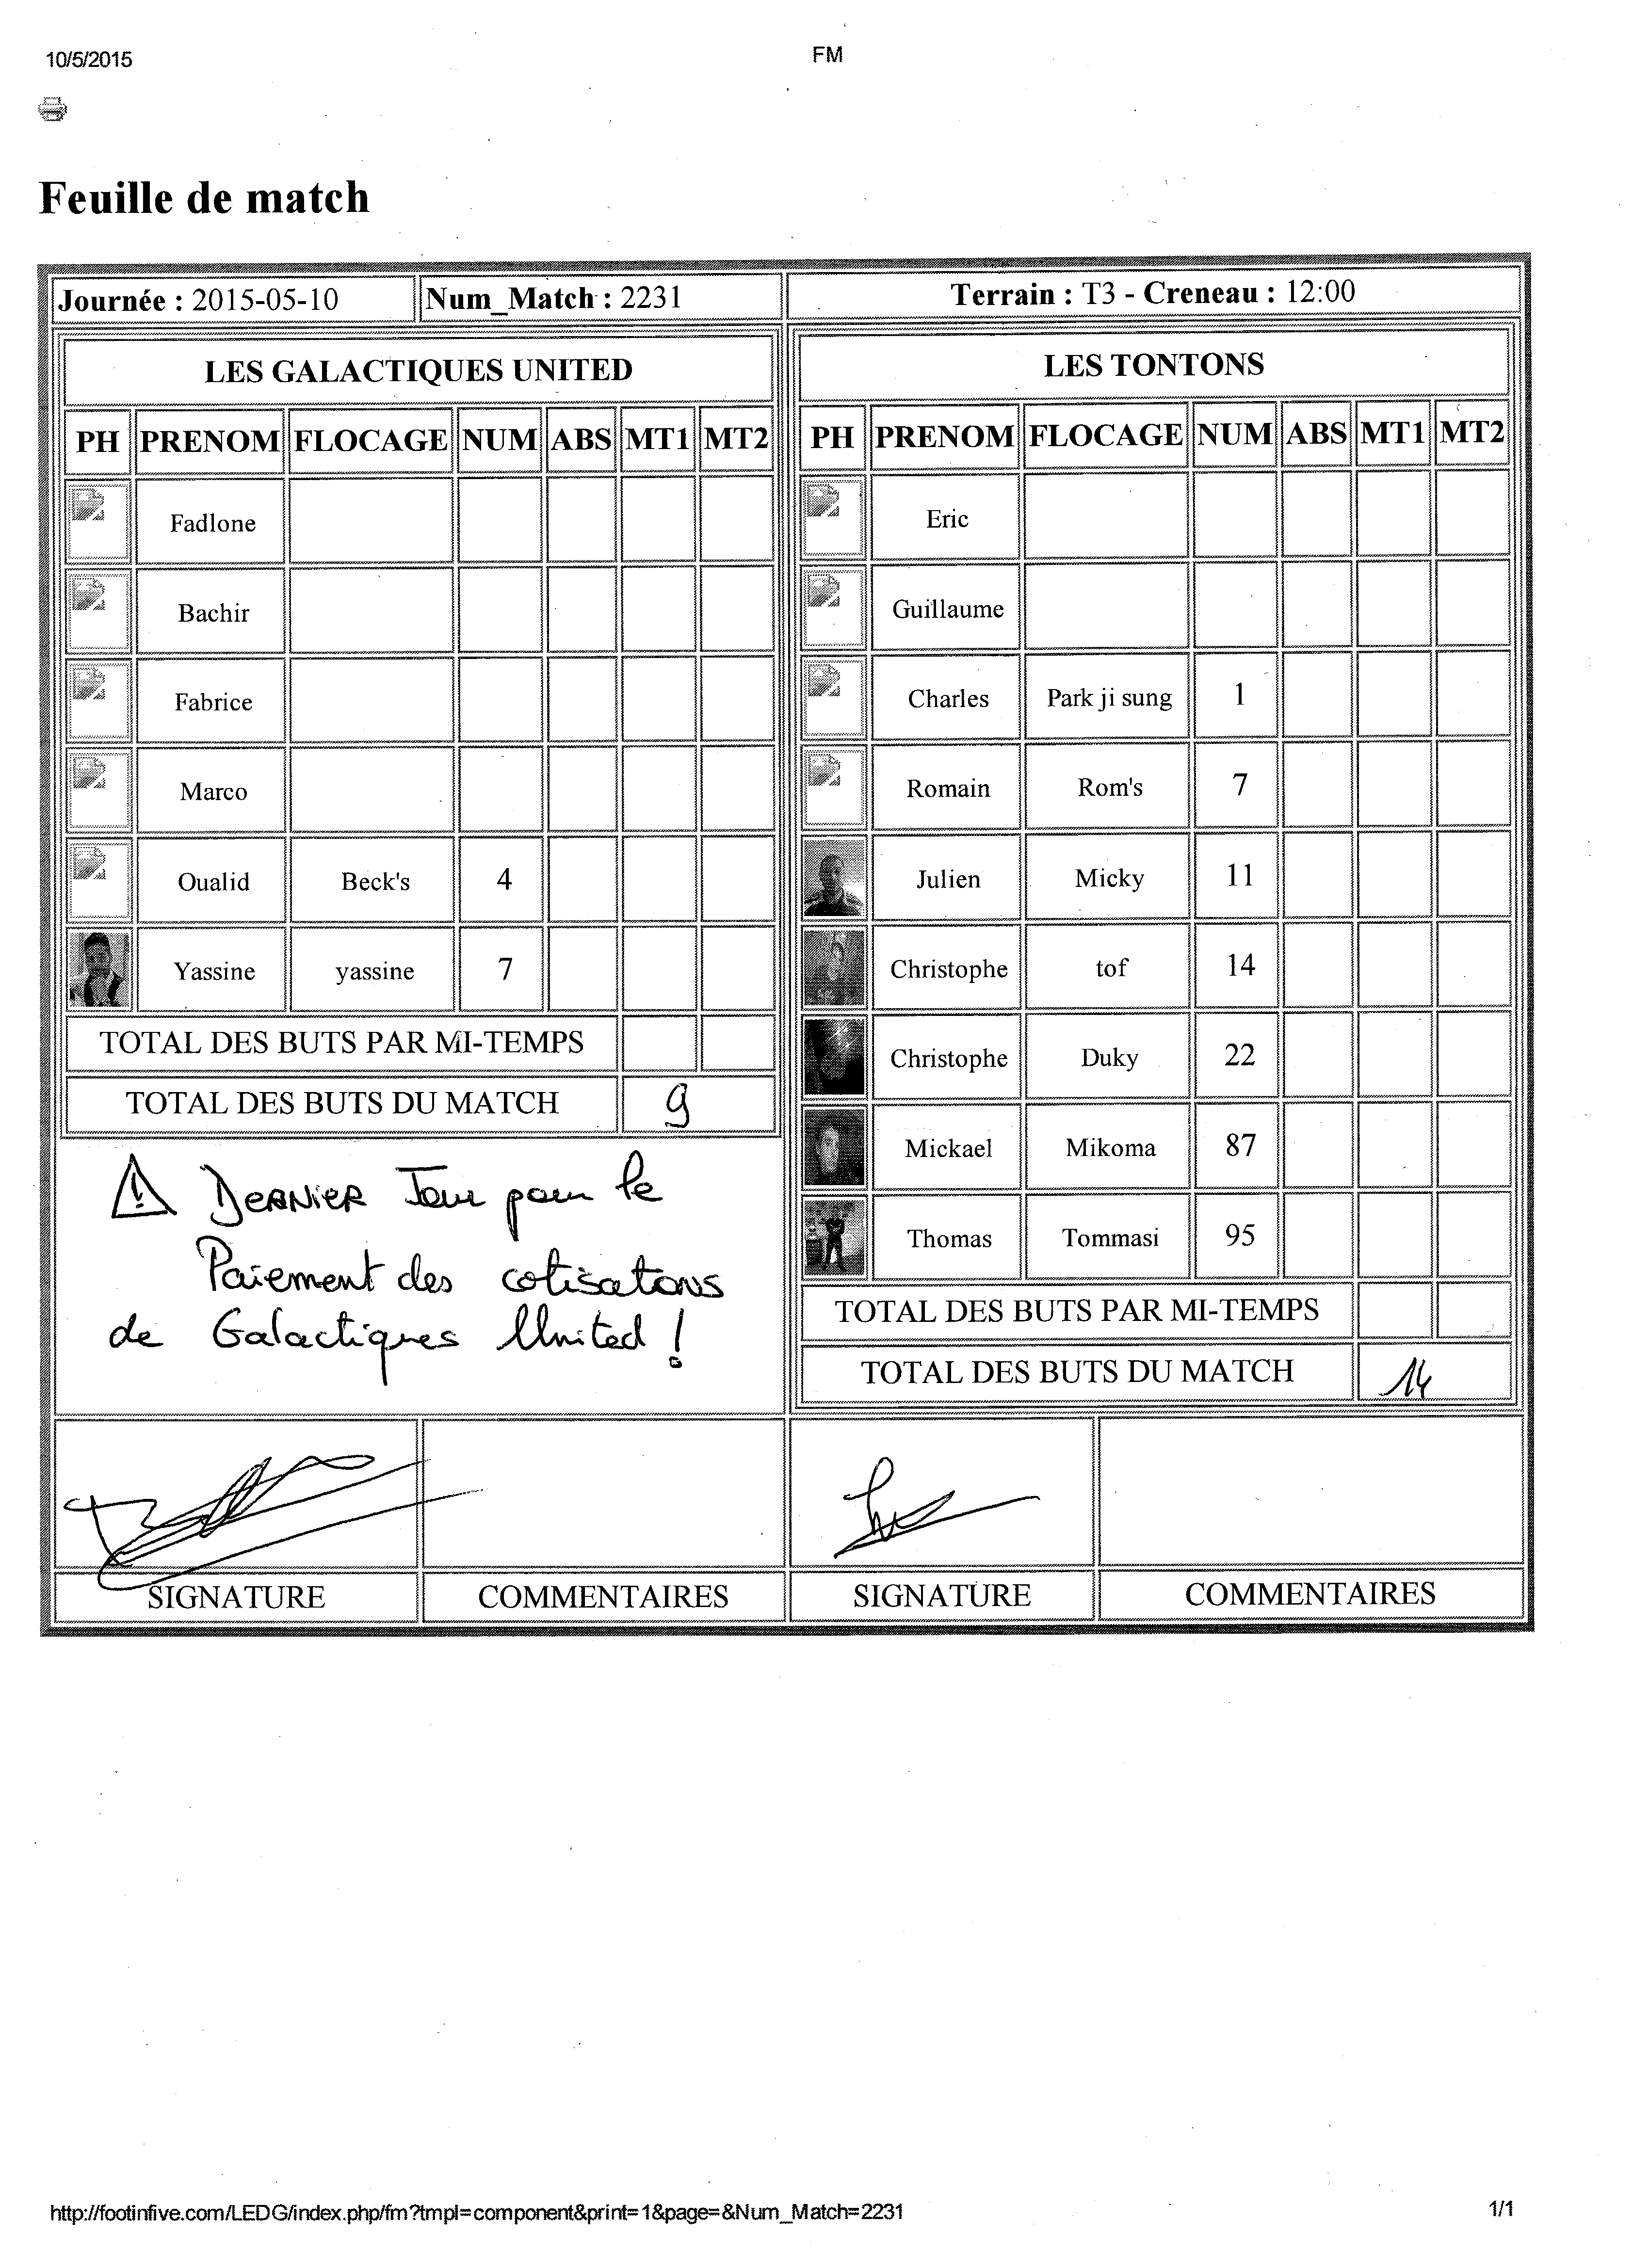 10/5/2015
FM
Feuille de match
Journée : 2015-05-10
Num_Match : 2231
Terrain : T3 - Creneau : 12:00
LES GALACTIQUES UNITED
PH PRENOM FLOCAGE NUM ABS MT1 MT2
Fadlone
Bachir
Fabrice
Marco
Oualid Beck's 4
Yassine yassine 7
TOTAL DES BUTS PAR MI-TEMPS
TOTAL DES BUTS DU MATCH 9
⚠ DERNIER Jour pour le
Paiement des cotisatons
de Galactiques United !
LES TONTONS
PH PRENOM FLOCAGE NUM ABS MT1 MT2
Eric
Guillaume
Charles Park ji sung 1
Romain Rom's 7
Julien Micky 11
Christophe tof 14
Christophe Duky 22
Mickael Mikoma 87
Thomas Tommasi 95
TOTAL DES BUTS PAR MI-TEMPS
TOTAL DES BUTS DU MATCH 14
SIGNATURE COMMENTAIRES SIGNATURE COMMENTAIRES
http://footinfive.com/LEDG/index.php/fm?tmpl=component&print=1&page=&Num_Match=2231
1/1